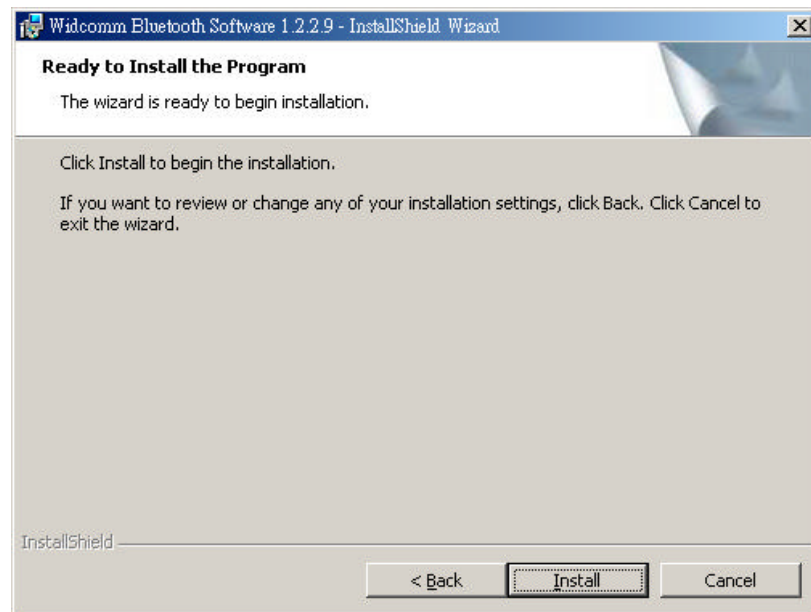 Widcomm Bluetooth Software 1.2.2.9 - InstallShield Wizard
Ready to Install the Program
The wizard is ready to begin installation.
Click Install to begin the installation.
If you want to review or change any of your installation settings, click Back. Click Cancel to
exit the wizard.
InstallShield
< Back Install Cancel